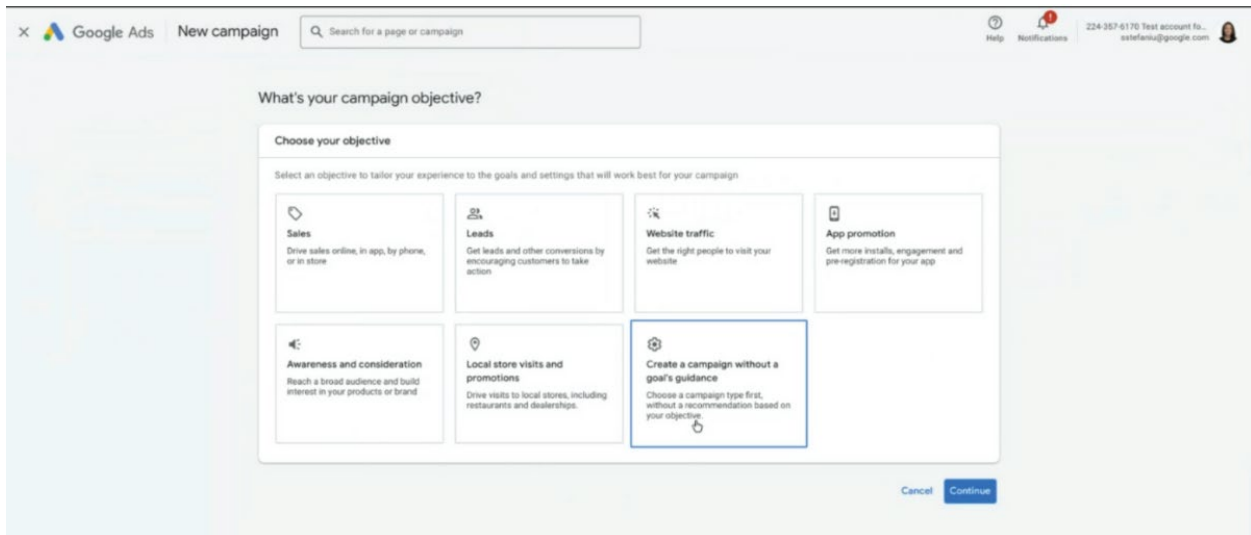 Google Ads
New campaign
Search for a page or campaign
Help
Notifications
224-357-6170 Test account fo...
sstefaniu@google.com
What's your campaign objective?
Choose your objective
Select an objective to tailor your experience to the goals and settings that will work best for your campaign
Sales
Drive sales online, in app, by phone,
or in store
Leads
Get leads and other conversions by
encouraging customers to take
action
Website traffic
Get the right people to visit your
website
App promotion
Get more installs, engagement and
pre-registration for your app
Awareness and consideration
Reach a broad audience and build
interest in your products or brand
Local store visits and
promotions
Drive visits to local stores, including
restaurants and dealerships.
Create a campaign without a
goal's guidance
Choose a campaign type first,
without a recommendation based on
your objective.
Cancel
Continue